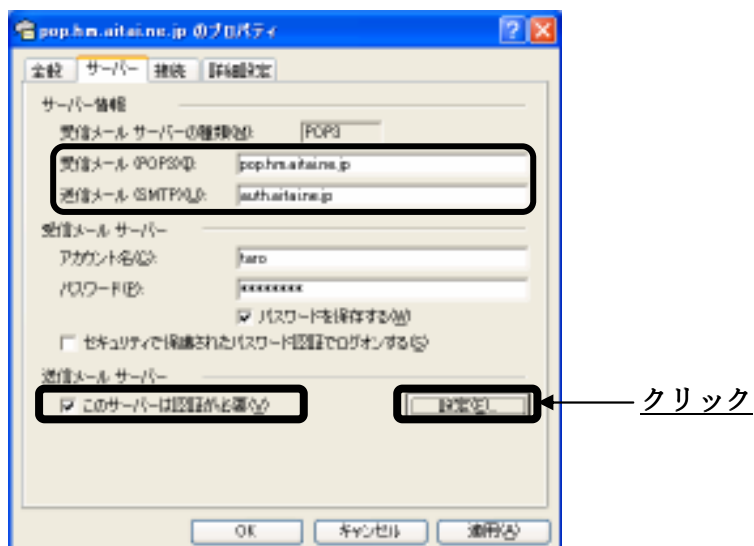 pop.hm.aitai.ne.jp のプロパティ
全般 サーバー 接続 詳細設定
サーバー情報
受信メール サーバーの種類(M): POP3
受信メール (POP3)(I): pop.hm.aitai.ne.jp
送信メール (SMTP)(U): auth.aitai.ne.jp
受信メール サーバー
アカウント名(C): taro
パスワード(P): ********
パスワードを保存する(W)
セキュリティで保護されたパスワード認証でログオンする(S)
送信メール サーバー
このサーバーは認証が必要(V) 設定(E)...
クリック
OK キャンセル 適用(A)